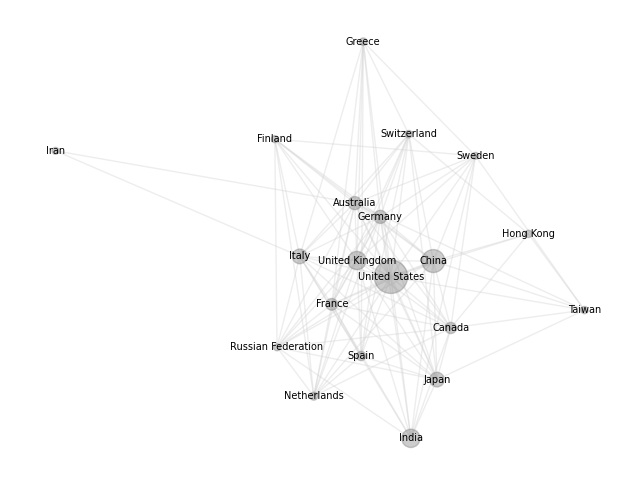 Greece
Switzerland
Finland
Iran
Sweden
Australia
Germany
Hong Kong
Italy
United Kingdom
China
United States
France
Taiwan
Canada
Russian Federation
Spain
Japan
Netherlands
India